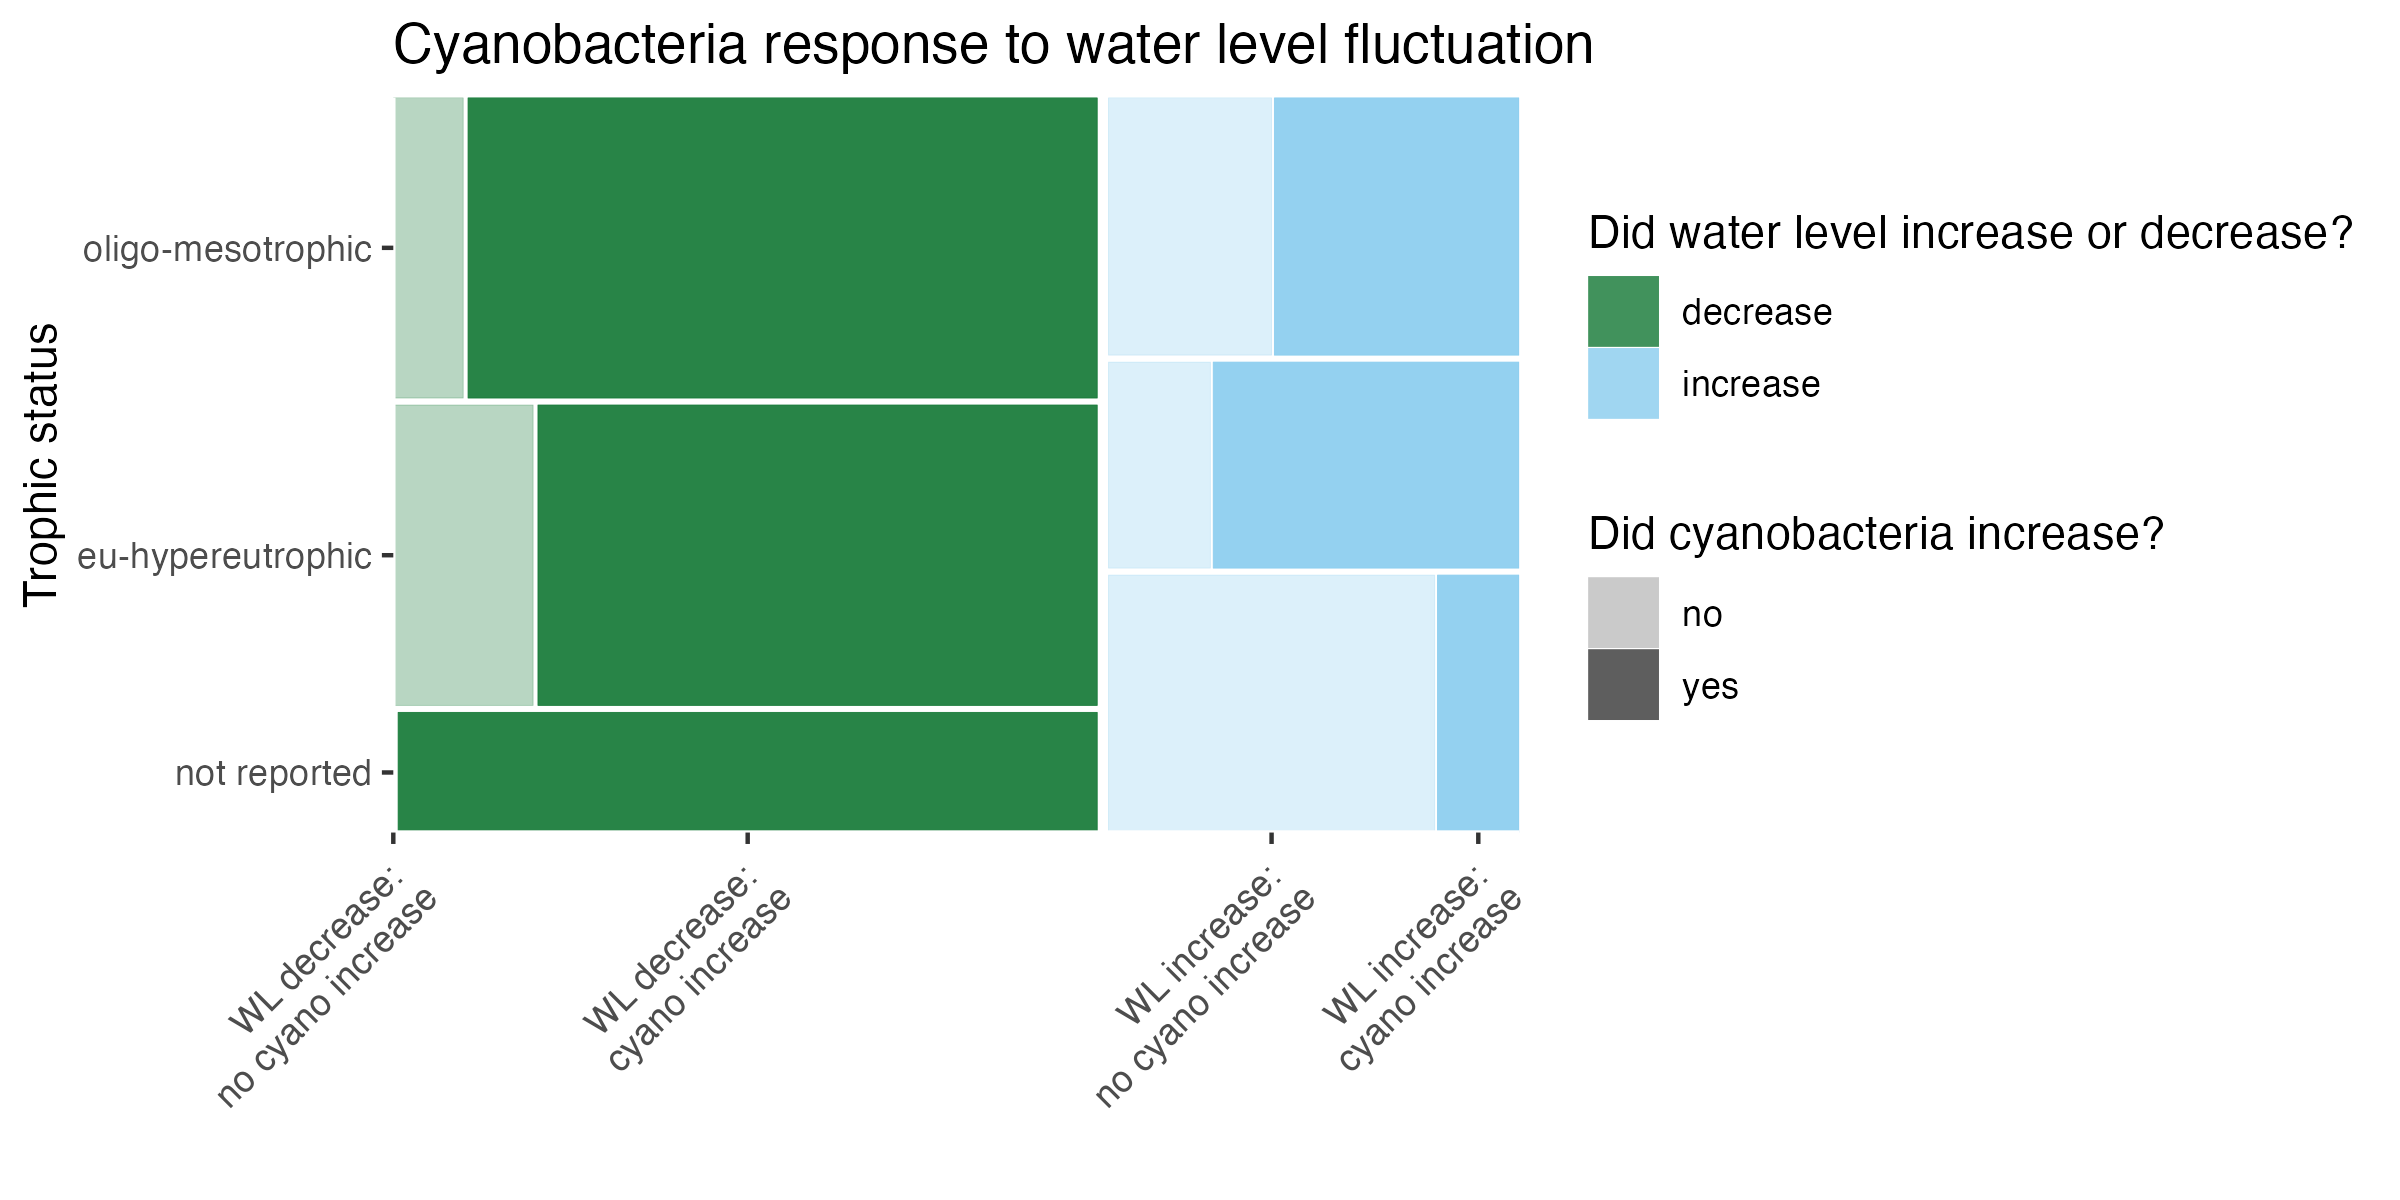 Cyanobacteria response to water level fluctuation
Trophic status
oligo-mesotrophic
eu-hypereutrophic
not reported
WL decrease:
no cyano increase
WL decrease:
cyano increase
WL increase:
no cyano increase
WL increase:
cyano increase
Did water level increase or decrease?
decrease
increase
Did cyanobacteria increase?
no
yes